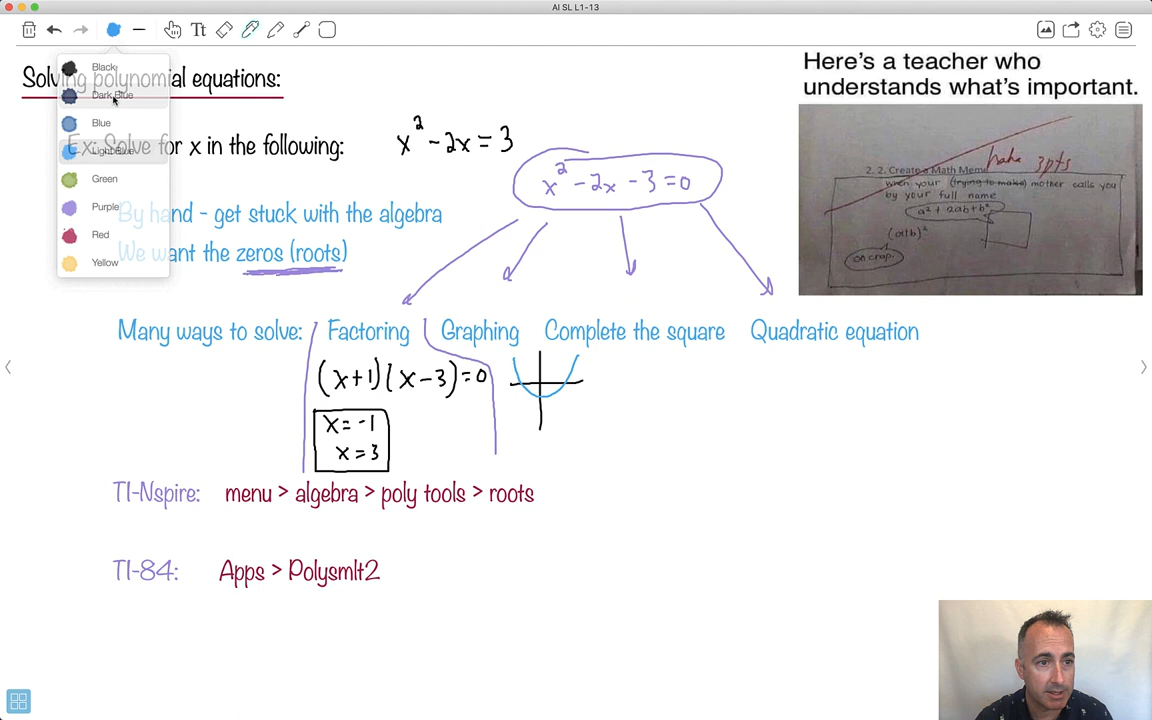 AI SL L1-13
Tt
Solving polynomial equations:
Black
Dark Blue
Blue
Light Blue
Green
Purple
Red
Yellow
Ex: Solve for x in the following:
x² - 2x = 3
x² - 2x - 3 = 0
By hand - get stuck with the algebra
We want the zeros (roots)
Here's a teacher who
understands what's important.
2. 2. Create a Math Meme
haha 3pts
when your (trying to make) mother calls you
by your full name
a² + 2ab + b²
(a+b)²
oh crap.
Many ways to solve: Factoring Graphing Complete the square Quadratic equation
(x+1)(x-3)=0
x = -1
x = 3
TI-Nspire: menu > algebra > poly tools > roots
TI-84: Apps > Polysmlt2